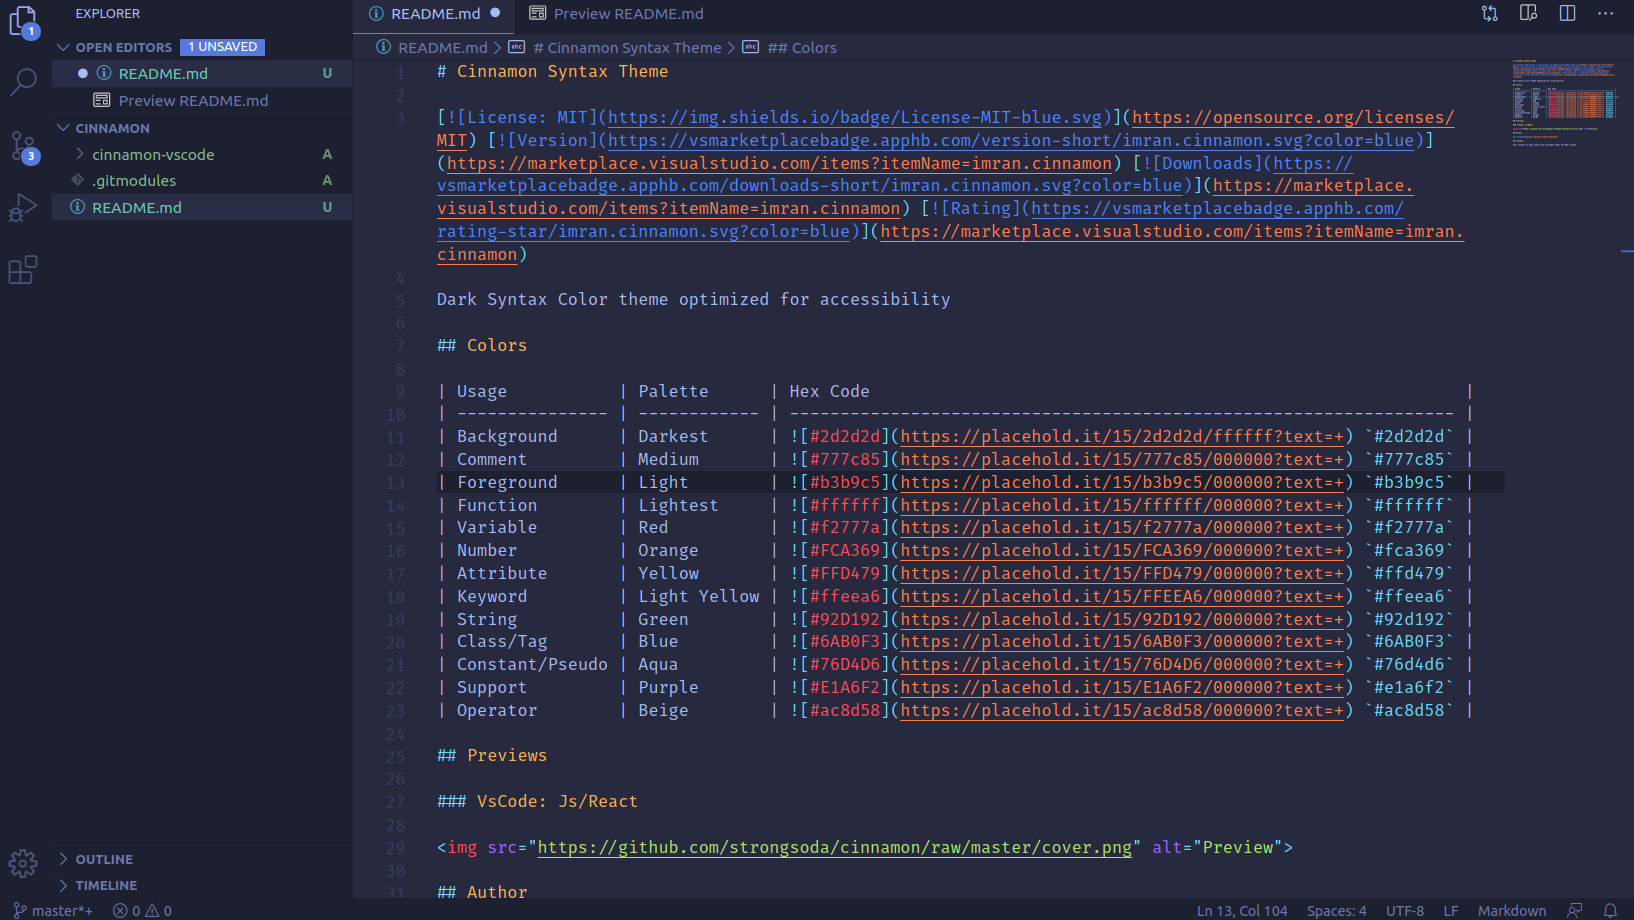 EXPLORER
README.md
Preview README.md
1
OPEN EDITORS 1 UNSAVED
README.md U
Preview README.md
CINNAMON
cinnamon-vscode A
.gitmodules A
README.md U
3
OUTLINE
TIMELINE
README.md > abc # Cinnamon Syntax Theme > abc ## Colors
1 # Cinnamon Syntax Theme
2
3 [![License: MIT](https://img.shields.io/badge/License-MIT-blue.svg)](https://opensource.org/licenses/
MIT) [![Version](https://vsmarketplacebadge.apphb.com/version-short/imran.cinnamon.svg?color=blue)]
(https://marketplace.visualstudio.com/items?itemName=imran.cinnamon) [![Downloads](https://
vsmarketplacebadge.apphb.com/downloads-short/imran.cinnamon.svg?color=blue)](https://marketplace.
visualstudio.com/items?itemName=imran.cinnamon) [![Rating](https://vsmarketplacebadge.apphb.com/
rating-star/imran.cinnamon.svg?color=blue)](https://marketplace.visualstudio.com/items?itemName=imran.
cinnamon)
4
5 Dark Syntax Color theme optimized for accessibility
6
7 ## Colors
8
9 | Usage | Palette | Hex Code |
10 | --------------- | ------------ | ------------------------------------------------------------------ |
11 | Background | Darkest | ![#2d2d2d](https://placehold.it/15/2d2d2d/ffffff?text=+) `#2d2d2d` |
12 | Comment | Medium | ![#777c85](https://placehold.it/15/777c85/000000?text=+) `#777c85` |
13 | Foreground | Light | ![#b3b9c5](https://placehold.it/15/b3b9c5/000000?text=+) `#b3b9c5` |
14 | Function | Lightest | ![#ffffff](https://placehold.it/15/ffffff/000000?text=+) `#ffffff` |
15 | Variable | Red | ![#f2777a](https://placehold.it/15/f2777a/000000?text=+) `#f2777a` |
16 | Number | Orange | ![#FCA369](https://placehold.it/15/FCA369/000000?text=+) `#fca369` |
17 | Attribute | Yellow | ![#FFD479](https://placehold.it/15/FFD479/000000?text=+) `#ffd479` |
18 | Keyword | Light Yellow | ![#ffeea6](https://placehold.it/15/FFEEA6/000000?text=+) `#ffeea6` |
19 | String | Green | ![#92D192](https://placehold.it/15/92D192/000000?text=+) `#92d192` |
20 | Class/Tag | Blue | ![#6AB0F3](https://placehold.it/15/6AB0F3/000000?text=+) `#6AB0F3` |
21 | Constant/Pseudo | Aqua | ![#76D4D6](https://placehold.it/15/76D4D6/000000?text=+) `#76d4d6` |
22 | Support | Purple | ![#E1A6F2](https://placehold.it/15/E1A6F2/000000?text=+) `#e1a6f2` |
23 | Operator | Beige | ![#ac8d58](https://placehold.it/15/ac8d58/000000?text=+) `#ac8d58` |
24
25 ## Previews
26
27 ### VsCode: Js/React
28
29 <img src="https://github.com/strongsoda/cinnamon/raw/master/cover.png" alt="Preview">
30
31 ## Author
master*+ 0 0 Ln 13, Col 104 Spaces: 4 UTF-8 LF Markdown